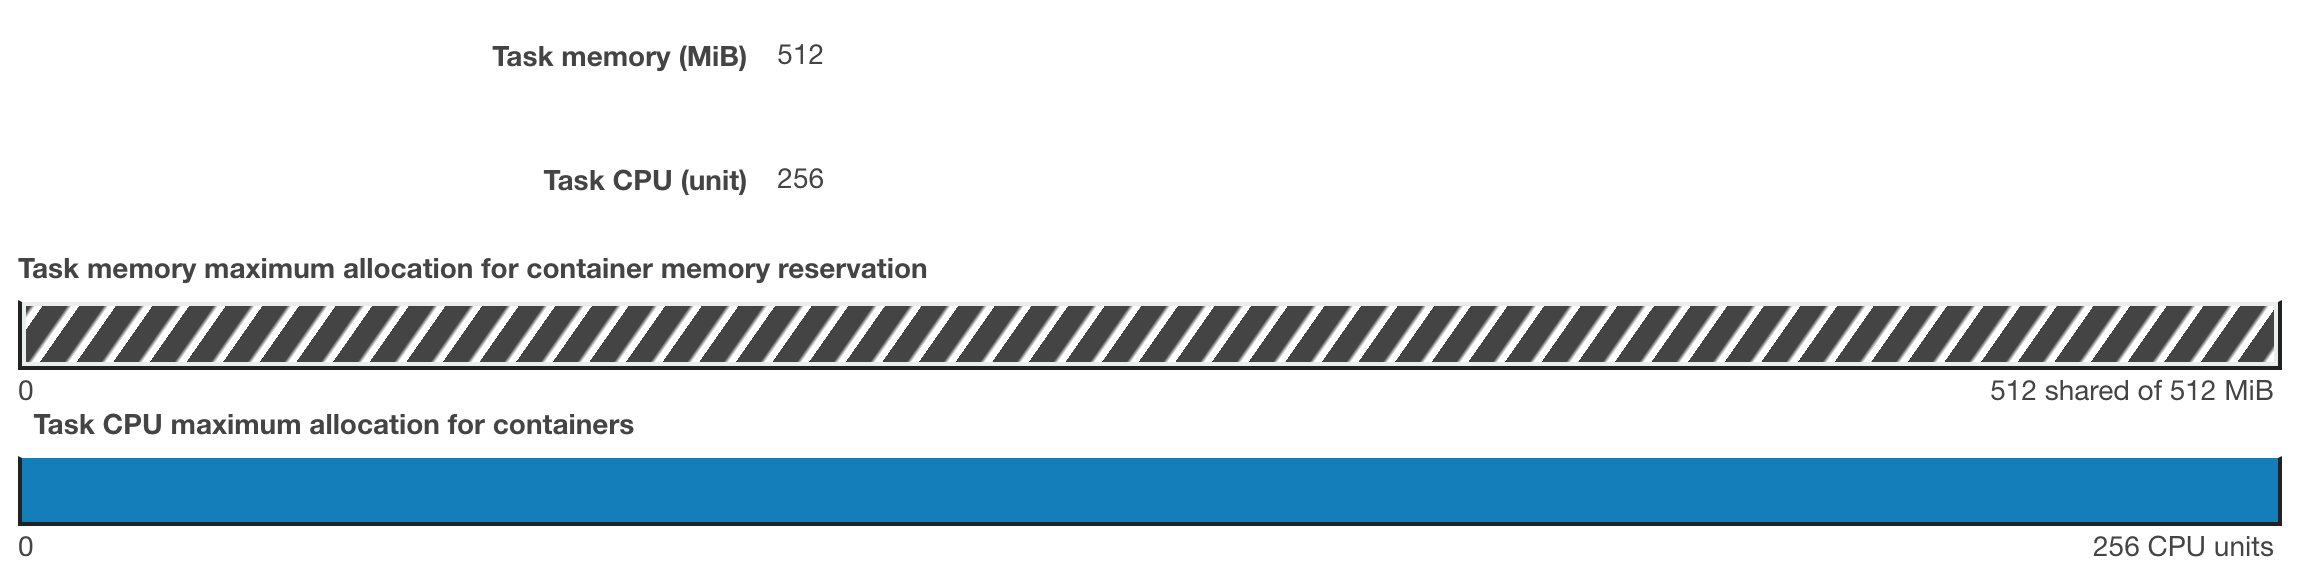 Task memory (MiB) 512
Task CPU (unit) 256
Task memory maximum allocation for container memory reservation
0 512 shared of 512 MiB
Task CPU maximum allocation for containers
0 256 CPU units